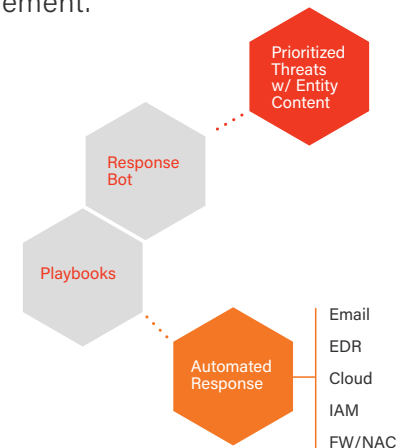 ement.
Prioritized
Threats
w/ Entity
Content
Response
Bot
Playbooks
Automated
Response
Email
EDR
Cloud
IAM
FW/NAC